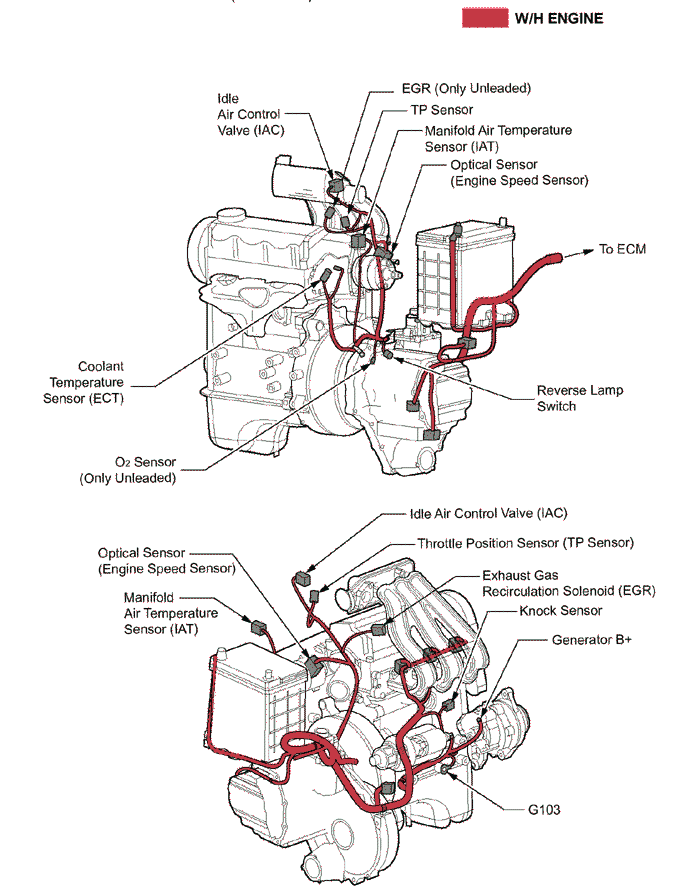 W/H ENGINE
EGR (Only Unleaded)
Idle
Air Control
Valve (IAC)
TP Sensor
Manifold Air Temperature
Sensor (IAT)
Optical Sensor
(Engine Speed Sensor)
To ECM
Coolant
Temperature
Sensor (ECT)
Reverse Lamp
Switch
O2 Sensor
(Only Unleaded)
Idle Air Control Valve (IAC)
Throttle Position Sensor (TP Sensor)
Optical Sensor
(Engine Speed Sensor)
Exhaust Gas
Recirculation Solenoid (EGR)
Manifold
Air Temperature
Sensor (IAT)
Knock Sensor
Generator B+
G103